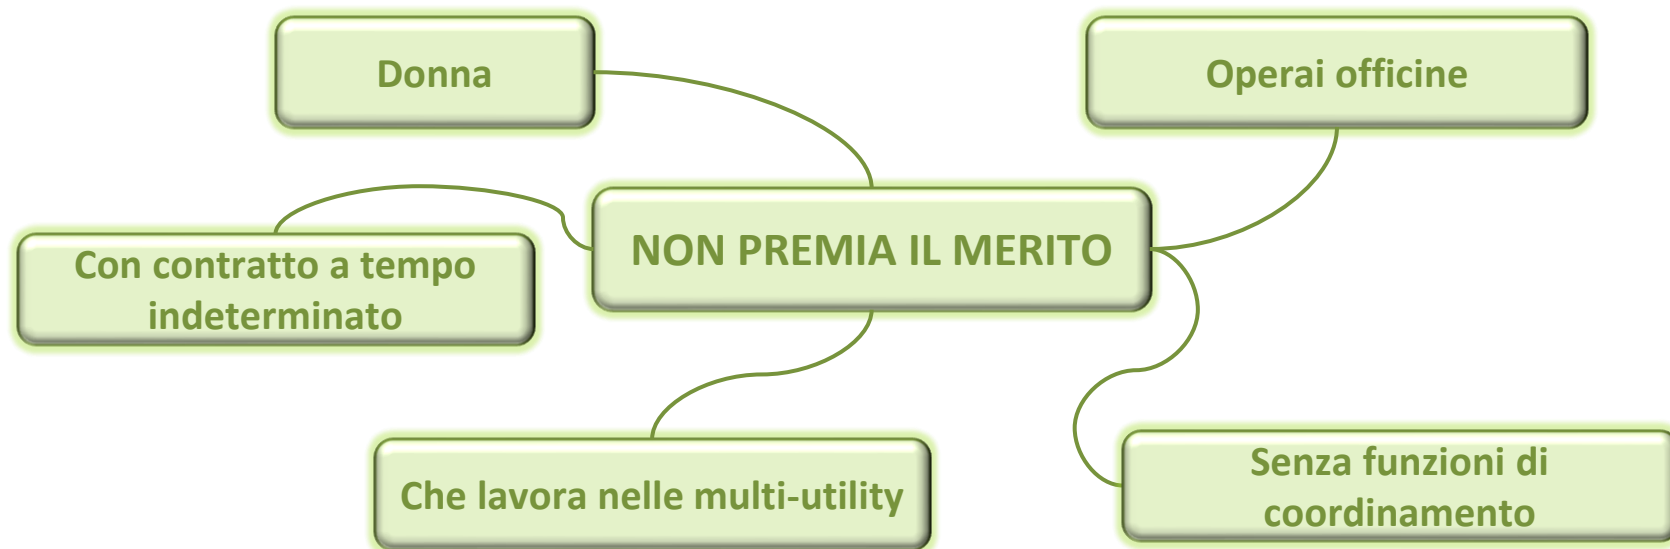 Donna
Operai officine
NON PREMIA IL MERITO
Con contratto a tempo
indeterminato
Che lavora nelle multi-utility
Senza funzioni di
coordinamento